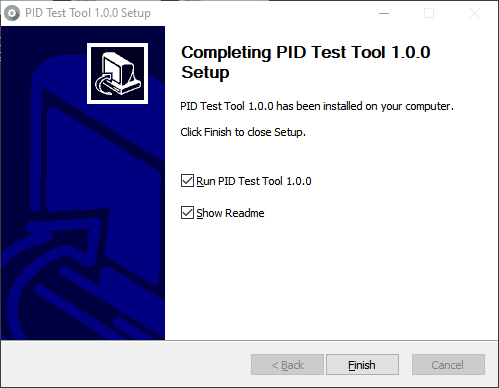 PID Test Tool 1.0.0 Setup
Completing PID Test Tool 1.0.0
Setup
PID Test Tool 1.0.0 has been installed on your computer.
Click Finish to close Setup.
Run PID Test Tool 1.0.0
Show Readme
< Back
Finish
Cancel